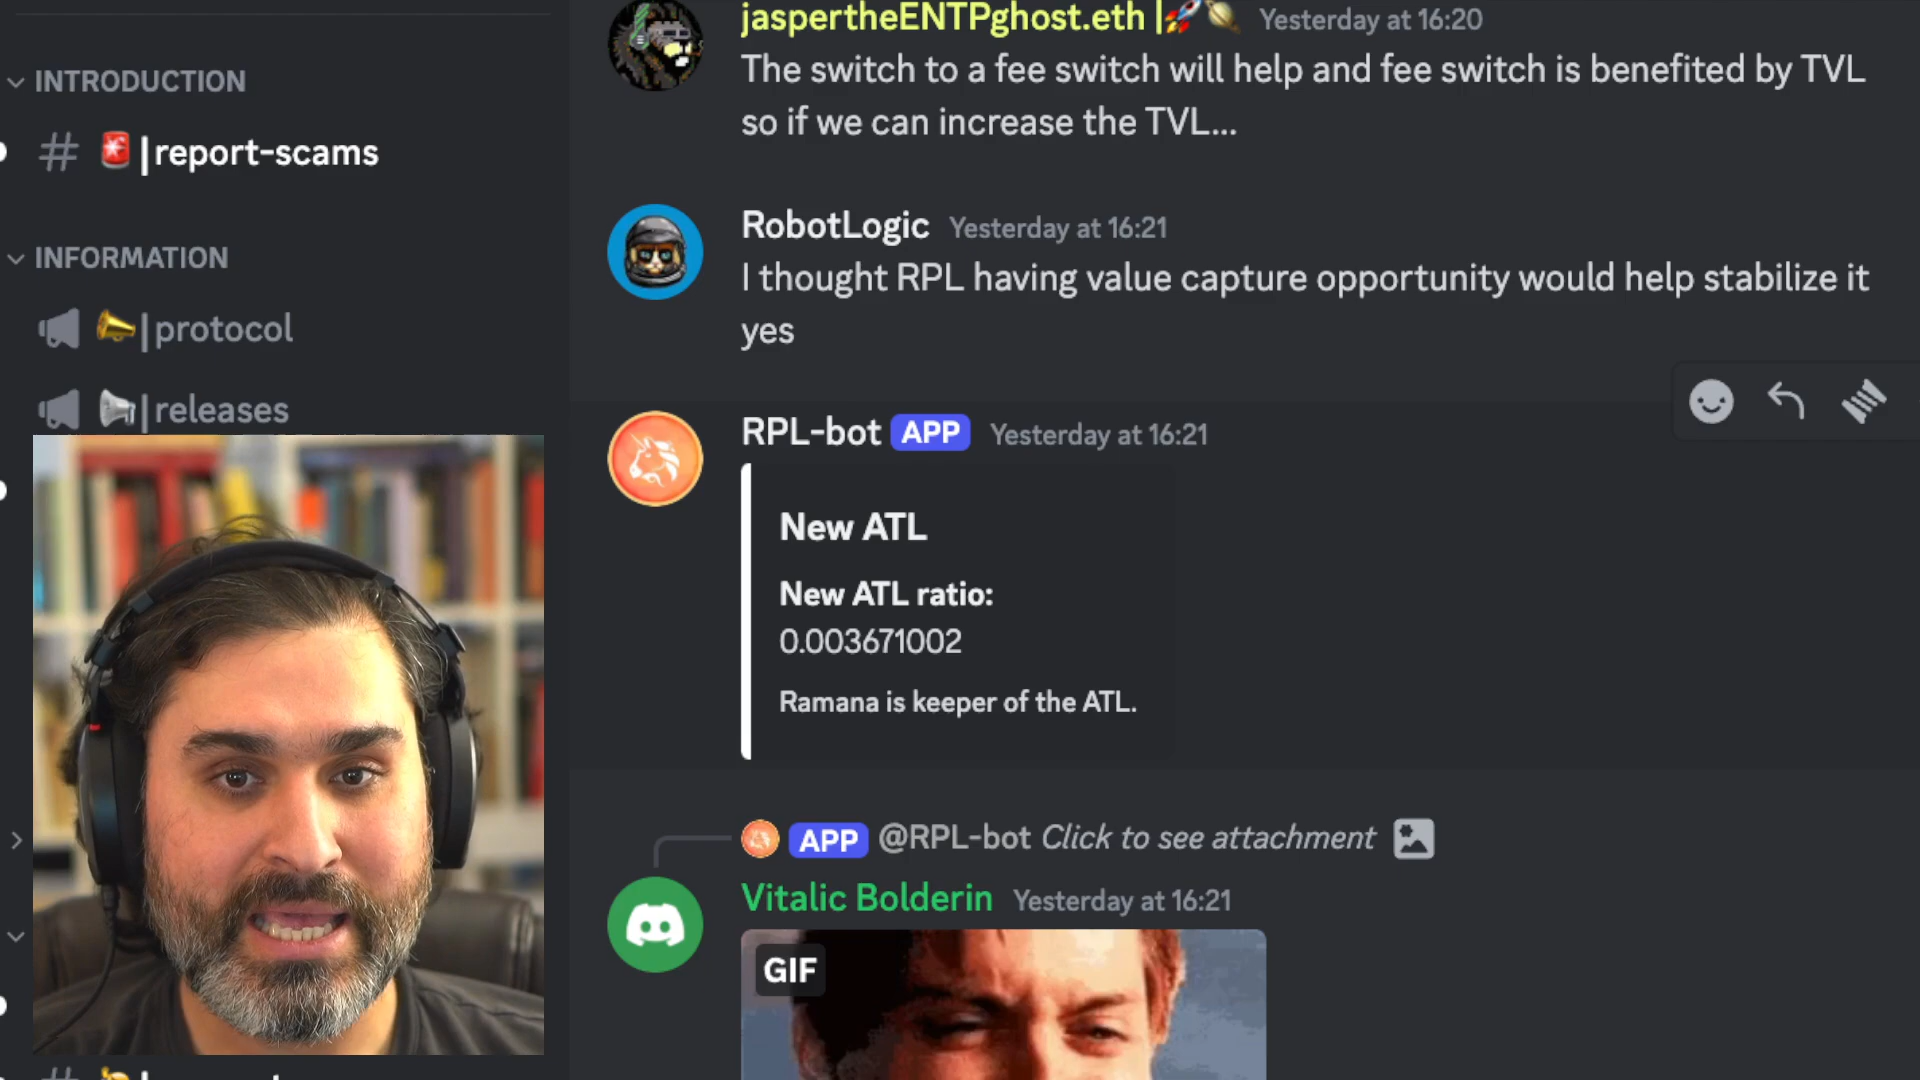 INTRODUCTION
# |report-scams
INFORMATION
|protocol
|releases
jaspertheENTPghost.eth | Yesterday at 16:20
The switch to a fee switch will help and fee switch is benefited by TVL
so if we can increase the TVL...
RobotLogic Yesterday at 16:21
I thought RPL having value capture opportunity would help stabilize it
yes
RPL-bot APP Yesterday at 16:21
New ATL
New ATL ratio:
0.003671002
Ramana is keeper of the ATL.
APP @RPL-bot Click to see attachment
Vitalic Bolderin Yesterday at 16:21
GIF